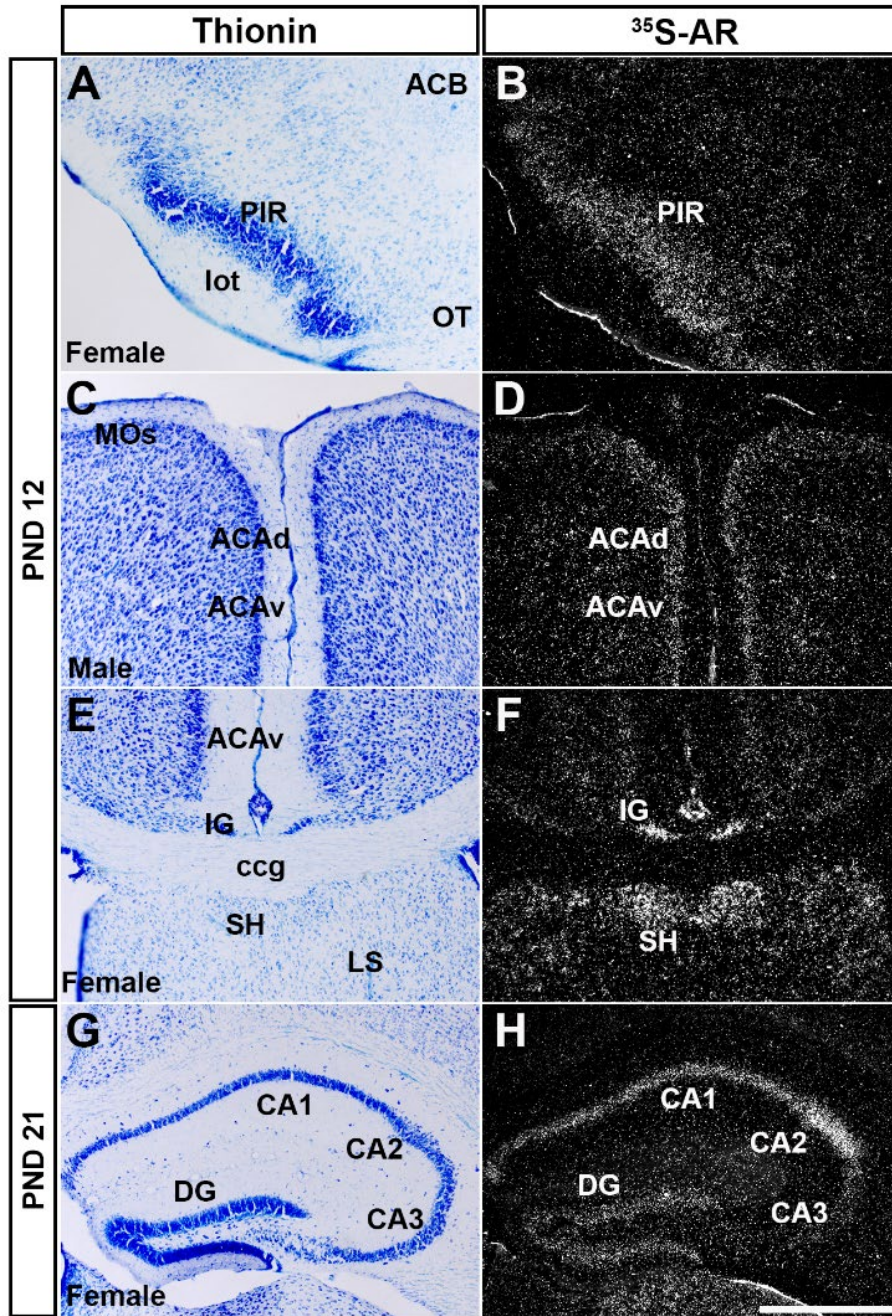 Thionin
³⁵S-AR
PND 12
A
ACB
PIR
lot
OT
Female
B
PIR
C
MOs
ACAd
ACAv
Male
D
ACAd
ACAv
E
ACAv
IG
ccg
SH
LS
Female
F
IG
SH
PND 21
G
CA1
CA2
DG
CA3
Female
H
CA1
CA2
DG
CA3